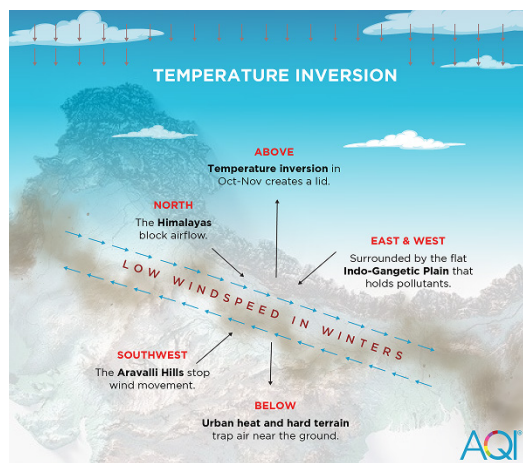 TEMPERATURE INVERSION
ABOVE
Temperature inversion in
Oct-Nov creates a lid.
NORTH
The Himalayas
block airflow.
EAST & WEST
Surrounded by the flat
Indo-Gangetic Plain that
holds pollutants.
LOW WINDSPEED IN WINTERS
SOUTHWEST
The Aravalli Hills stop
wind movement.
BELOW
Urban heat and hard terrain
trap air near the ground.
AQI